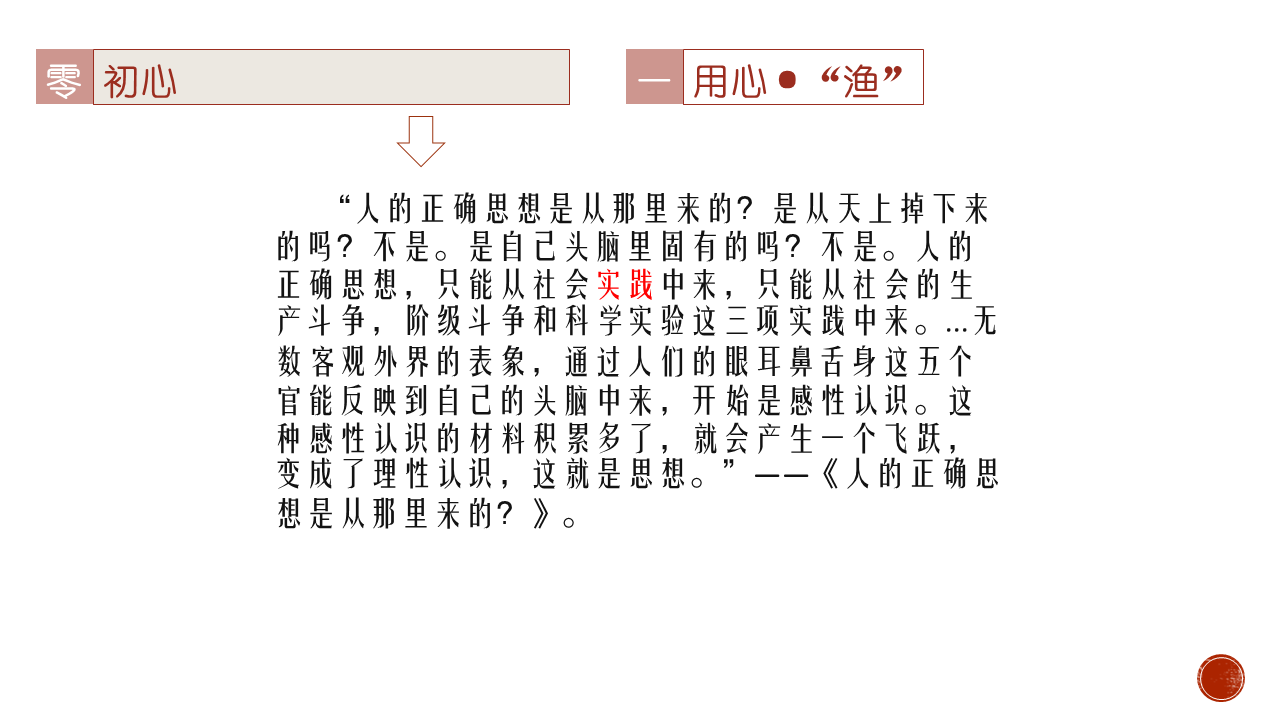 零 初心
一 用心•“渔”
“人的正确思想是从那里来的?是从天上掉下来
的吗?不是。是自己头脑里固有的吗?不是。人的
正确思想，只能从社会实践中来，只能从社会的生
产斗争，阶级斗争和科学实验这三项实践中来。...无
数客观外界的表象，通过人们的眼耳鼻舌身这五个
官能反映到自己的头脑中来，开始是感性认识。这
种感性认识的材料积累多了，就会产生一个飞跃，
变成了理性认识，这就是思想。”——《人的正确思
想是从那里来的?》。